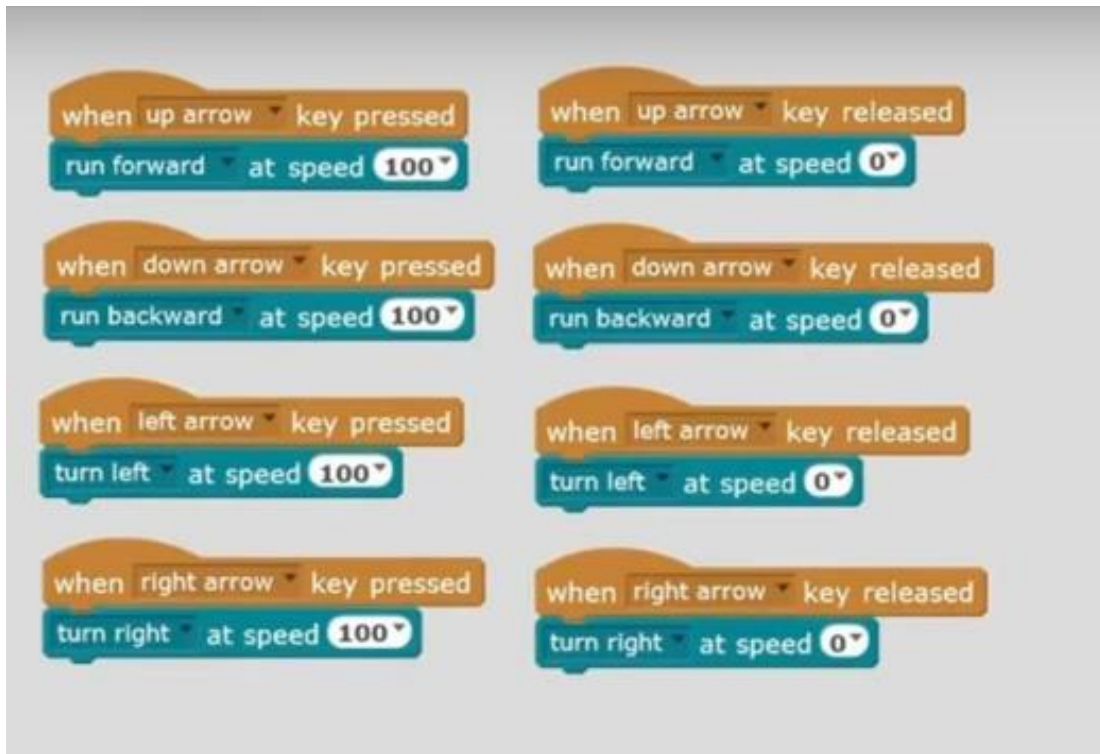 when up arrow key pressed
run forward at speed 100
when up arrow key released
run forward at speed 0
when down arrow key pressed
run backward at speed 100
when down arrow key released
run backward at speed 0
when left arrow key pressed
turn left at speed 100
when left arrow key released
turn left at speed 0
when right arrow key pressed
turn right at speed 100
when right arrow key released
turn right at speed 0